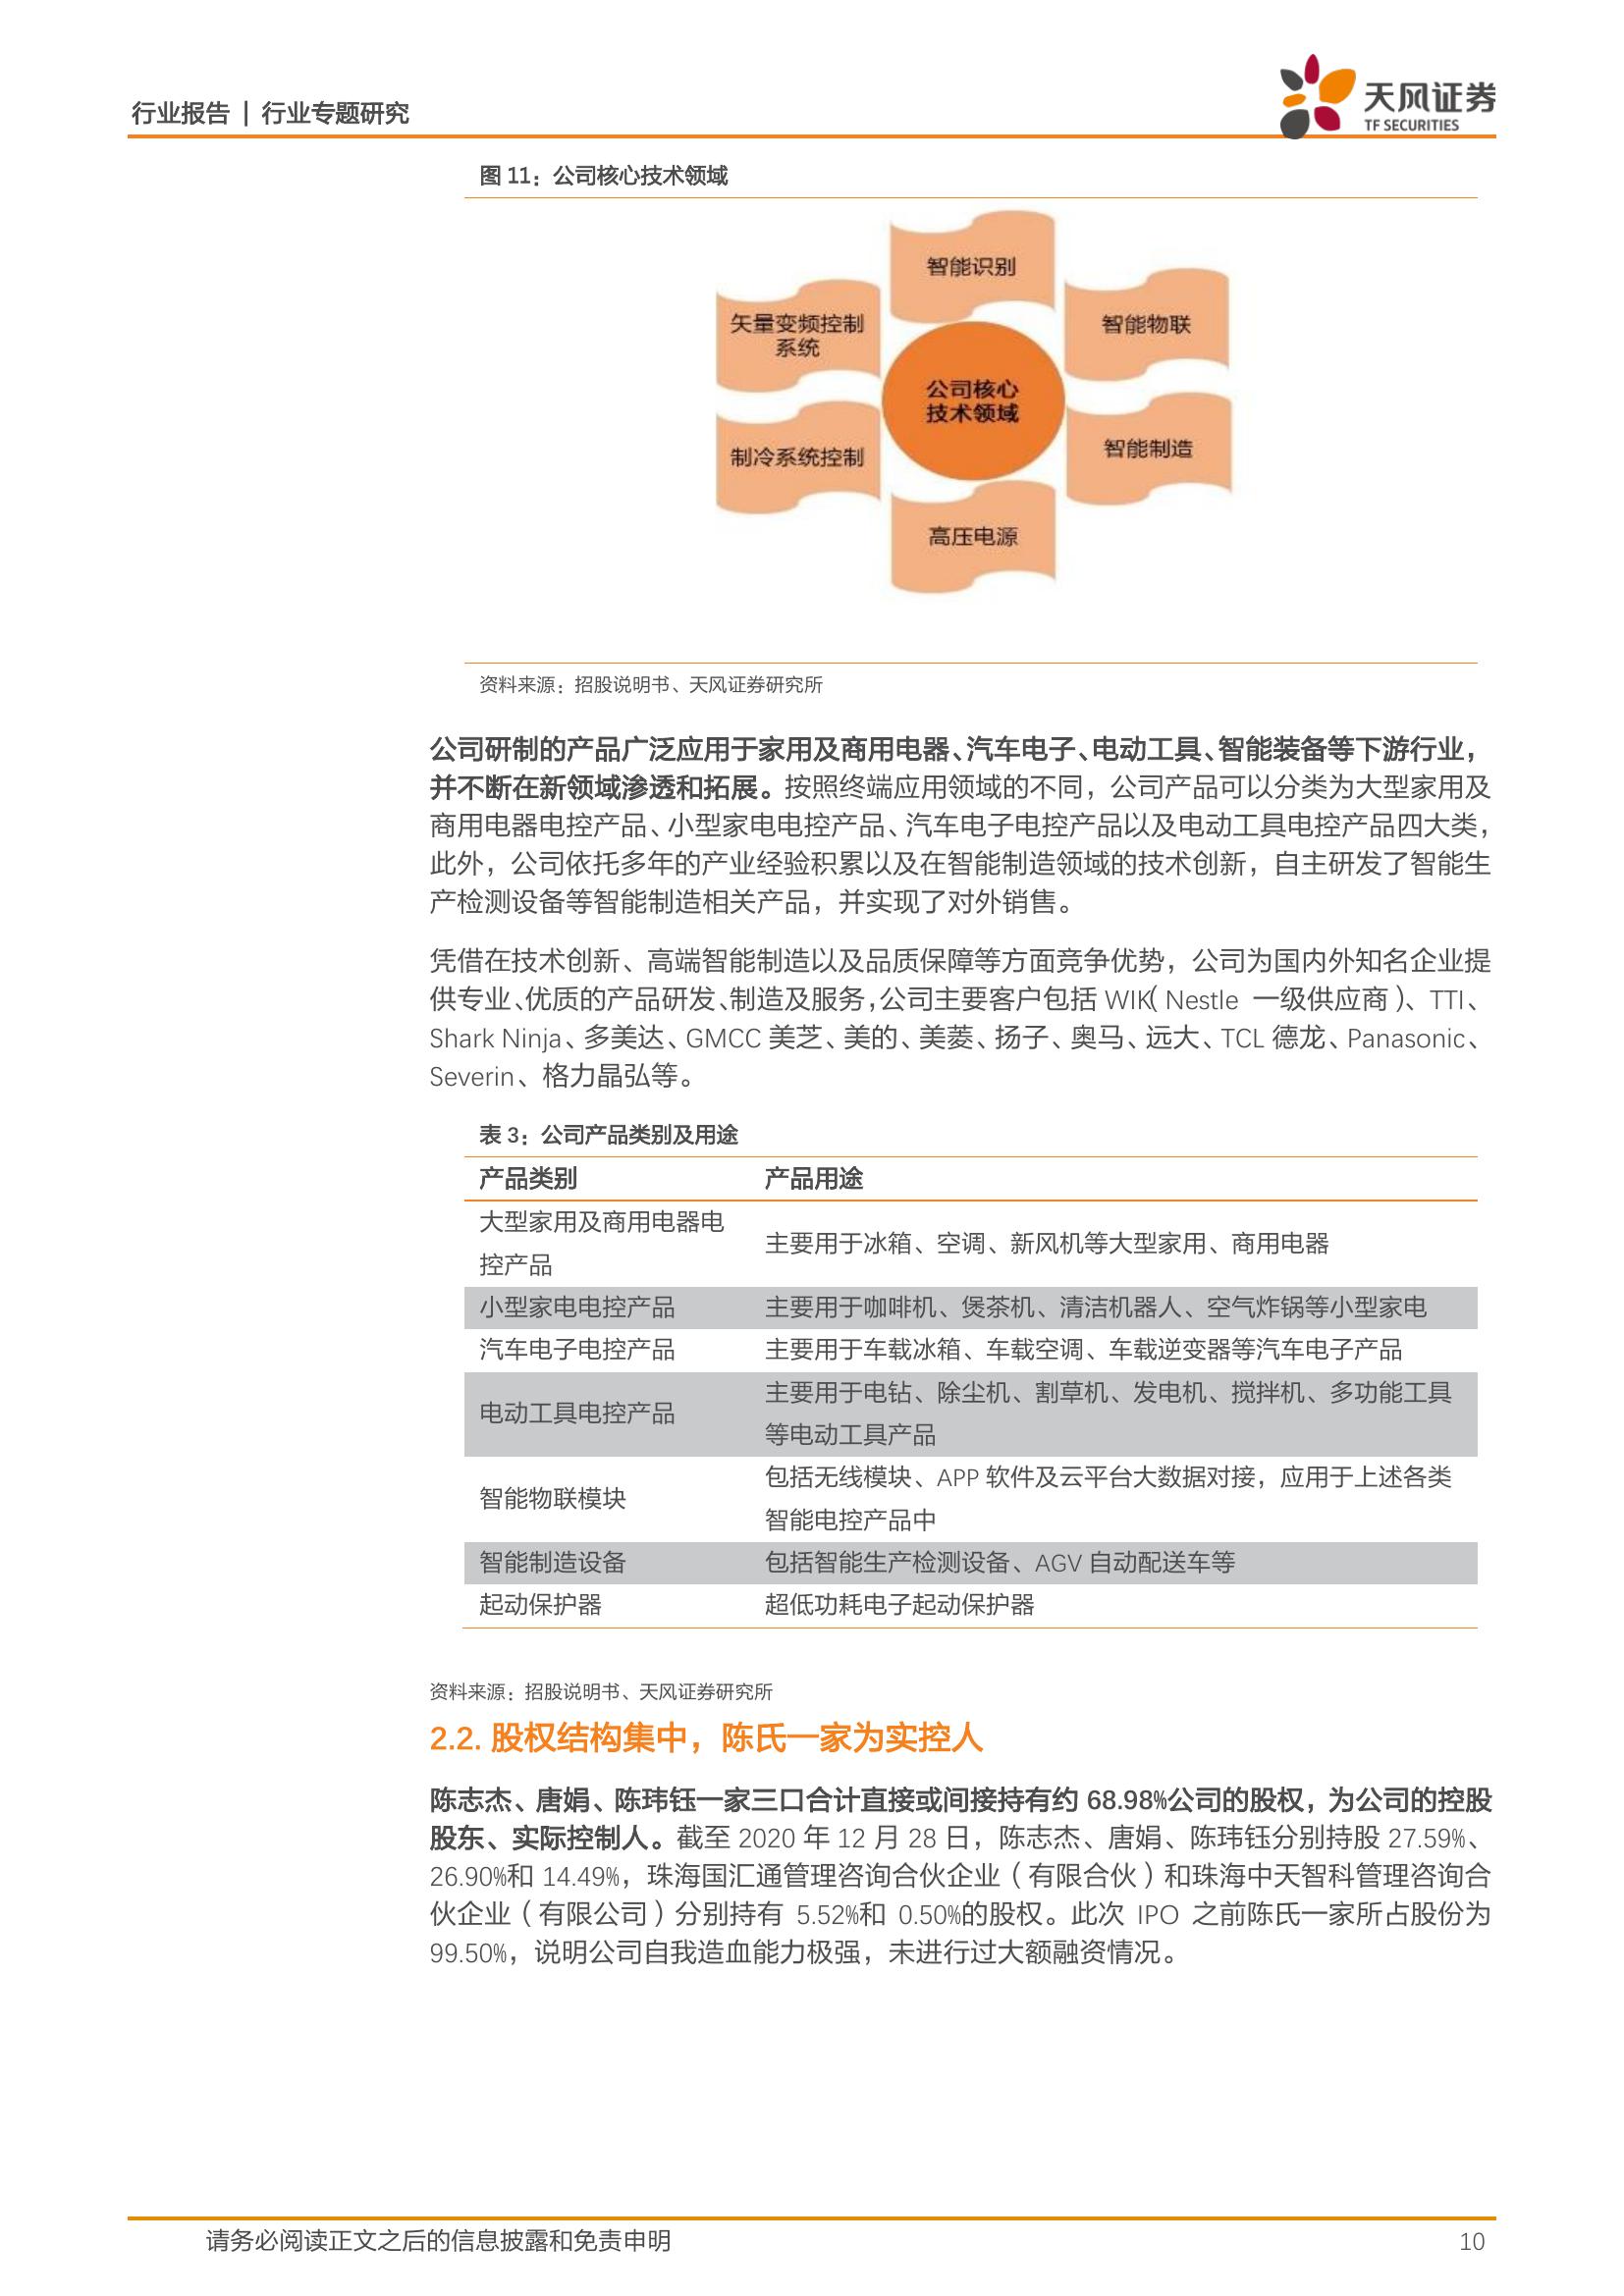 行业报告 | 行业专题研究
天风证券
TF SECURITIES
图 11：公司核心技术领域
智能识别
矢量变频控制
系统
智能物联
公司核心
技术领域
制冷系统控制
智能制造
高压电源
资料来源：招股说明书、天风证券研究所
公司研制的产品广泛应用于家用及商用电器、汽车电子、电动工具、智能装备等下游行业，
并不断在新领域渗透和拓展。按照终端应用领域的不同，公司产品可以分类为大型家用及
商用电器电控产品、小型家电电控产品、汽车电子电控产品以及电动工具电控产品四大类，
此外，公司依托多年的产业经验积累以及在智能制造领域的技术创新，自主研发了智能生
产检测设备等智能制造相关产品，并实现了对外销售。
凭借在技术创新、高端智能制造以及品质保障等方面竞争优势，公司为国内外知名企业提
供专业、优质的产品研发、制造及服务，公司主要客户包括 WIK（Nestle 一级供应商）、TTI、
Shark Ninja、多美达、GMCC 美芝、美的、美菱、扬子、奥马、远大、TCL 德龙、Panasonic、
Severin、格力晶弘等。
表 3：公司产品类别及用途
产品类别 产品用途
大型家用及商用电器电
控产品 主要用于冰箱、空调、新风机等大型家用、商用电器
小型家电电控产品 主要用于咖啡机、煲茶机、清洁机器人、空气炸锅等小型家电
汽车电子电控产品 主要用于车载冰箱、车载空调、车载逆变器等汽车电子产品
电动工具电控产品 主要用于电钻、除尘机、割草机、发电机、搅拌机、多功能工具
等电动工具产品
智能物联模块 包括无线模块、APP 软件及云平台大数据对接，应用于上述各类
智能电控产品中
智能制造设备 包括智能生产检测设备、AGV 自动配送车等
起动保护器 超低功耗电子起动保护器
资料来源：招股说明书、天风证券研究所
2.2. 股权结构集中，陈氏一家为实控人
陈志杰、唐娟、陈玮钰一家三口合计直接或间接持有约 68.98%公司的股权，为公司的控股
股东、实际控制人。截至 2020 年 12 月 28 日，陈志杰、唐娟、陈玮钰分别持股 27.59%、
26.90%和 14.49%，珠海国汇通管理咨询合伙企业（有限合伙）和珠海中天智科管理咨询合
伙企业（有限公司）分别持有 5.52%和 0.50%的股权。此次 IPO 之前陈氏一家所占股份为
99.50%，说明公司自我造血能力极强，未进行过大额融资情况。
请务必阅读正文之后的信息披露和免责申明 10